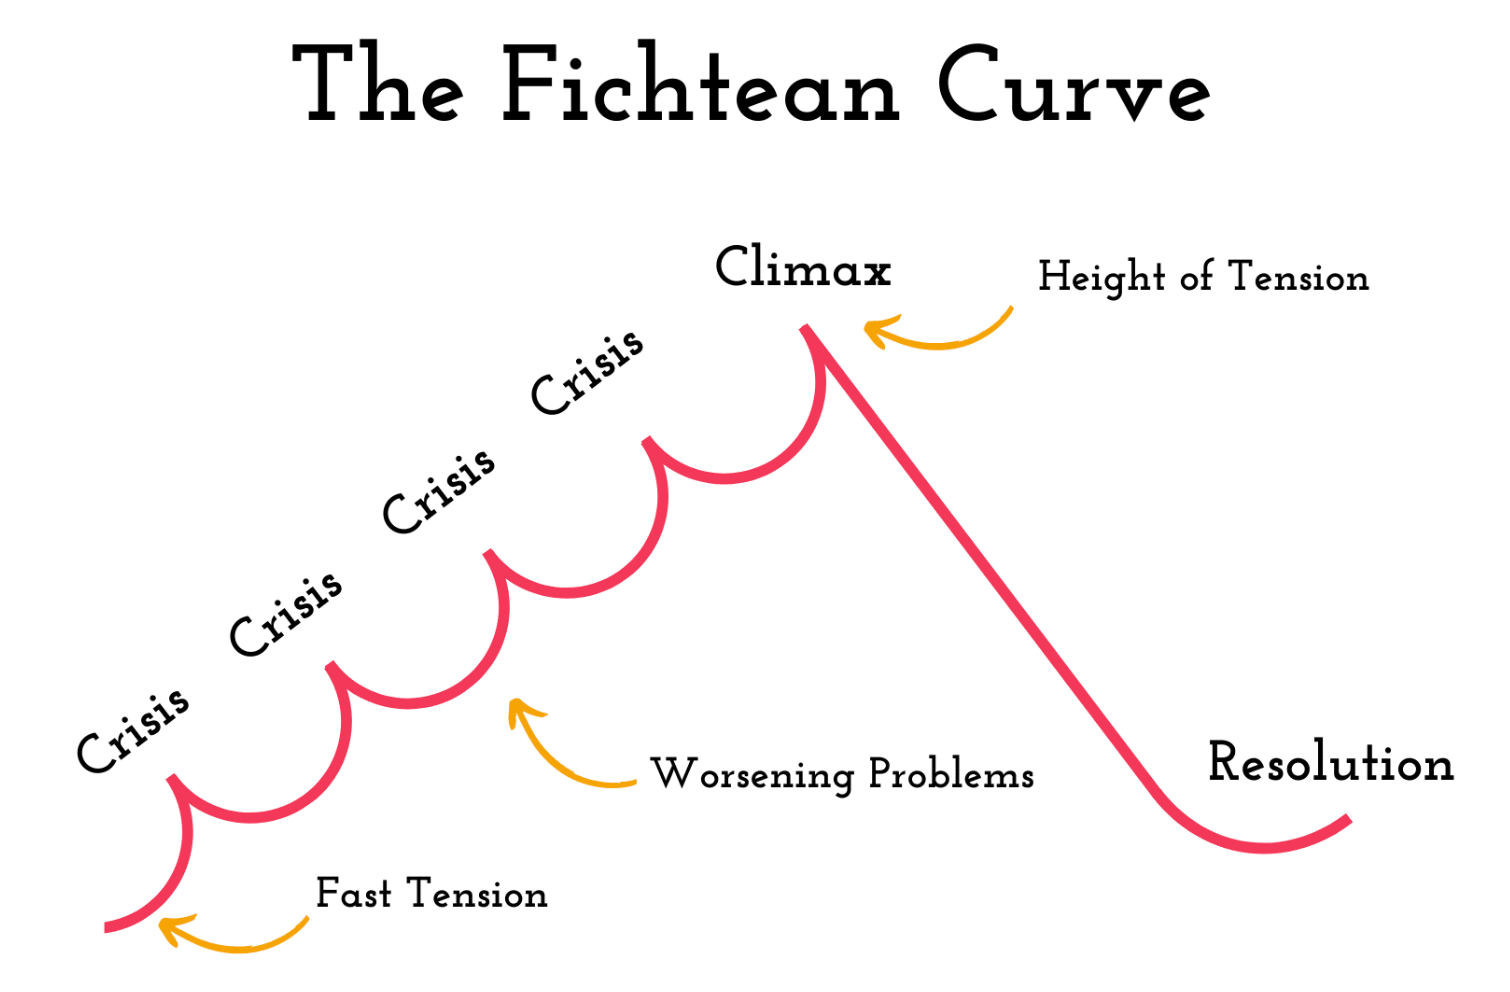 The Fichtean Curve
Climax
Height of Tension
Crisis
Crisis
Crisis
Crisis
Resolution
Worsening Problems
Fast Tension